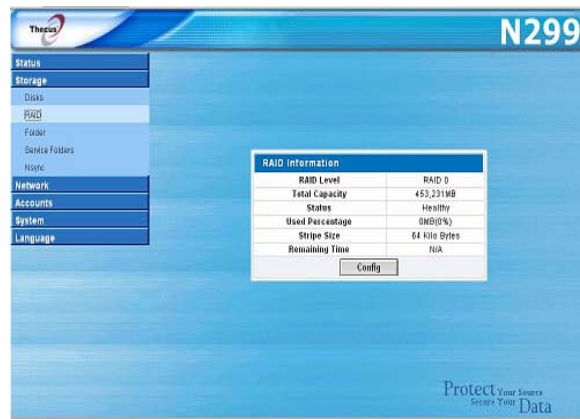 Thecus
N299
Status
Storage
Disks
RAID
Folder
Service Folders
Nsync
Network
Accounts
System
Language
RAID Information
RAID Level RAID 0
Total Capacity 453,231MB
Status Healthy
Used Percentage 0MB(0%)
Stripe Size 64 Kilo Bytes
Remaining Time N/A
Config
Protect Your Source
Secure Your Data